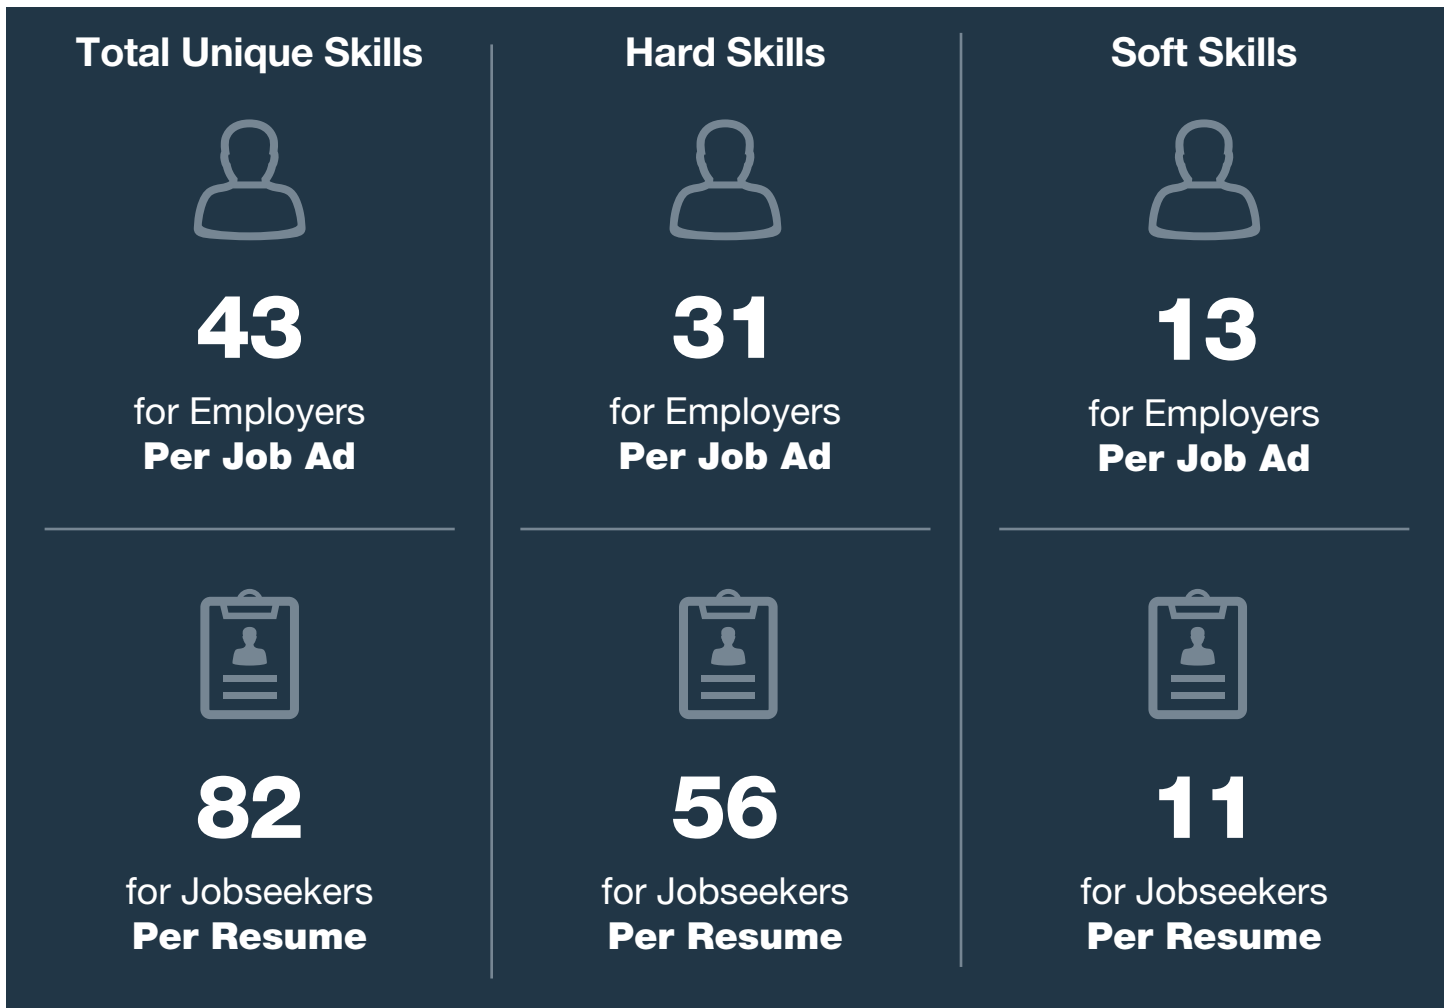 Total Unique Skills
43
for Employers
Per Job Ad
82
for Jobseekers
Per Resume
Hard Skills
31
for Employers
Per Job Ad
56
for Jobseekers
Per Resume
Soft Skills
13
for Employers
Per Job Ad
11
for Jobseekers
Per Resume